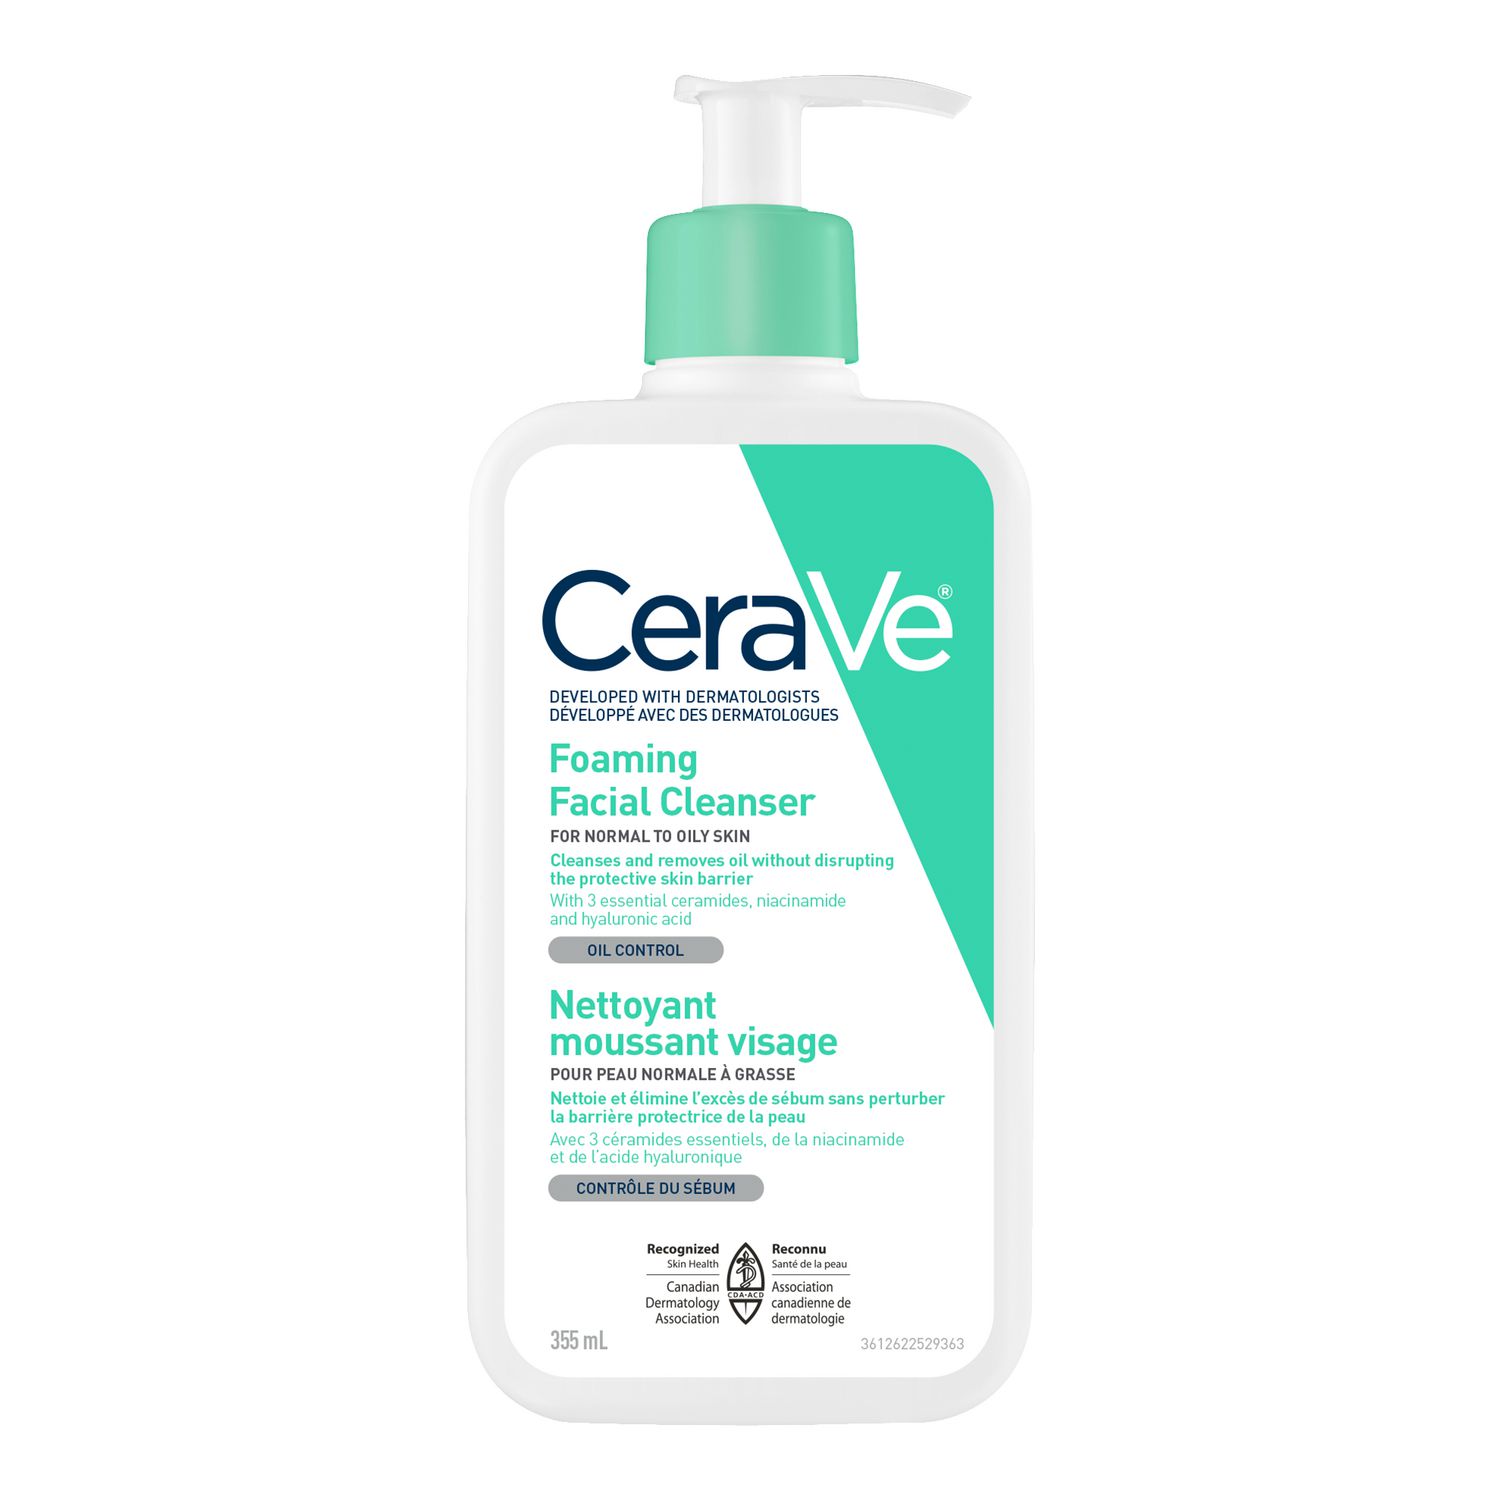 CeraVe®
DEVELOPED WITH DERMATOLOGISTS
DÉVELOPPÉ AVEC DES DERMATOLOGUES
Foaming
Facial Cleanser
FOR NORMAL TO OILY SKIN
Cleanses and removes oil without disrupting
the protective skin barrier
With 3 essential ceramides, niacinamide
and hyaluronic acid
OIL CONTROL
Nettoyant
moussant visage
POUR PEAU NORMALE À GRASSE
Nettoie et élimine l'excès de sébum sans perturber
la barrière protectrice de la peau
Avec 3 céramides essentiels, de la niacinamide
et de l'acide hyaluronique
CONTRÔLE DU SÉBUM
Recognized
Skin Health
Canadian
Dermatology
Association
CDA•ACD
Reconnu
Santé de la peau
Association
canadienne de
dermatologie
355 mL
3612622529363